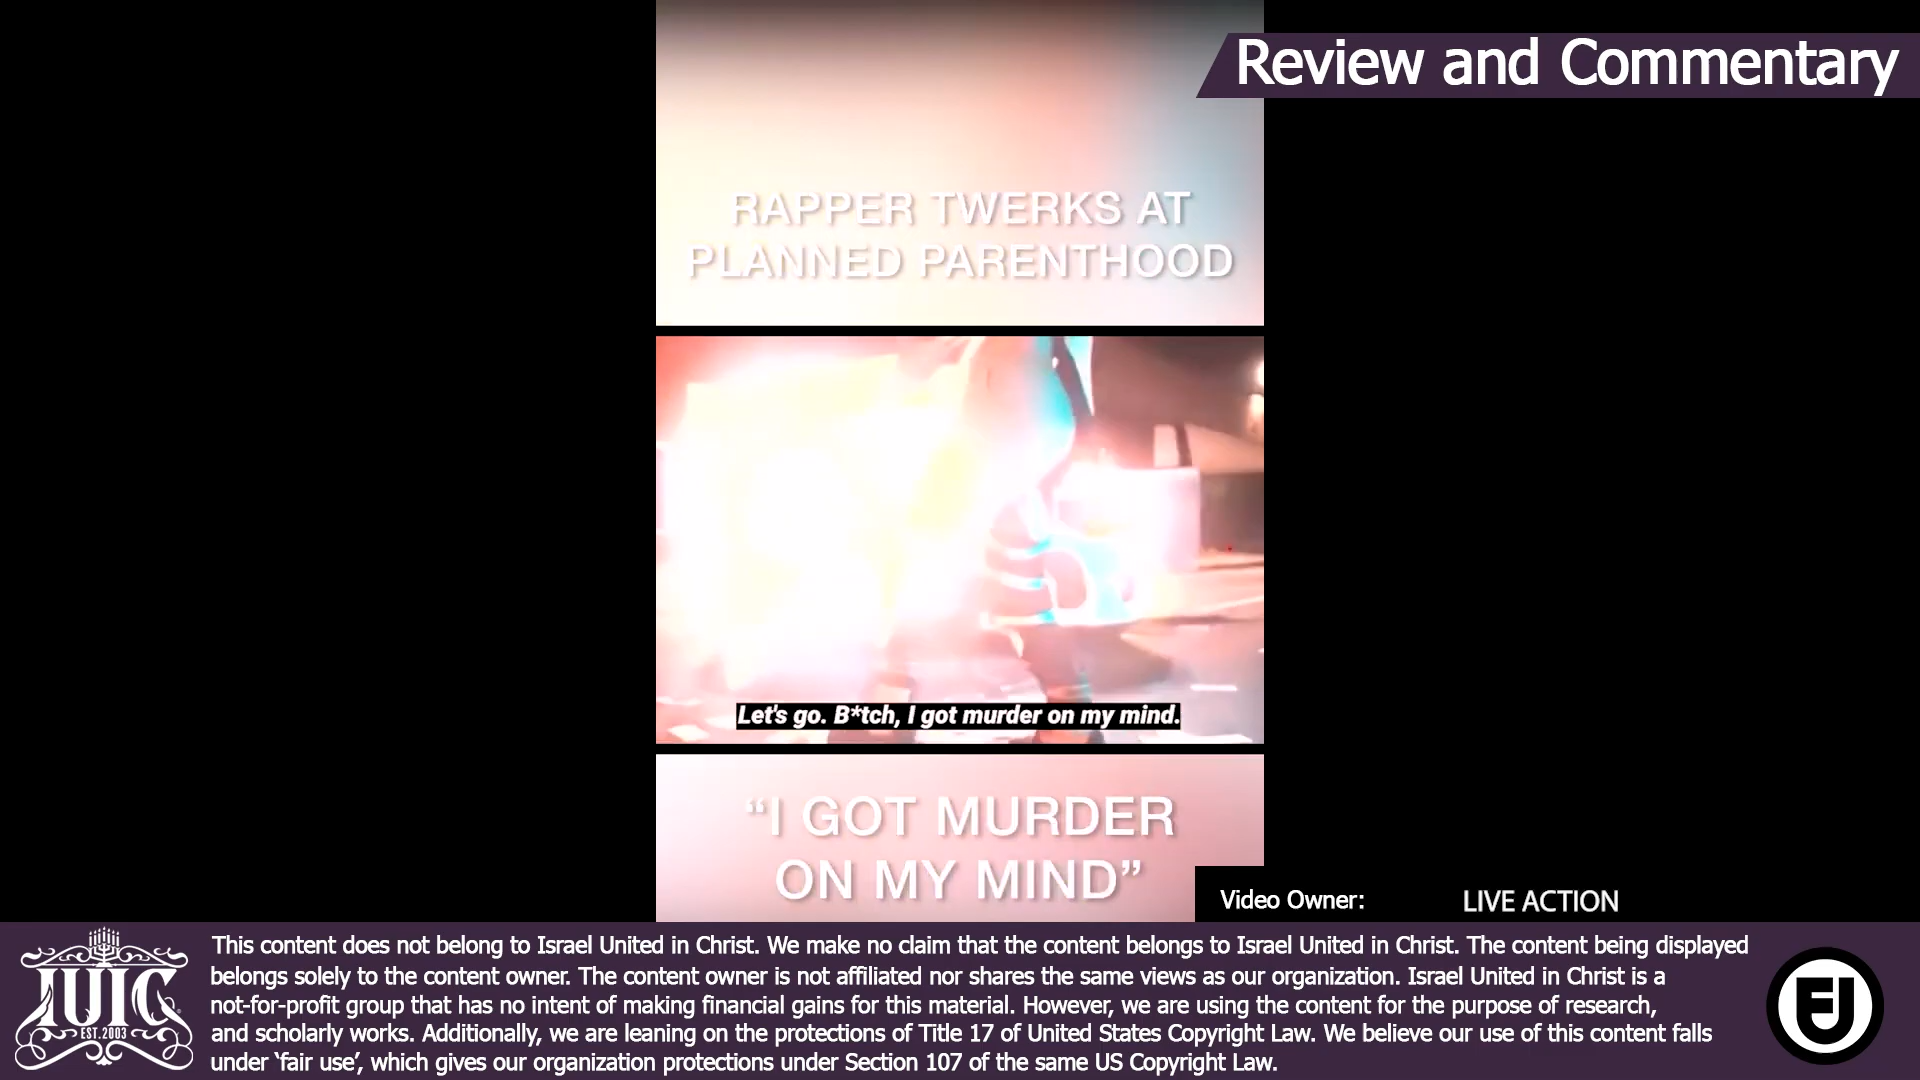 Review and Commentary
RAPPER TWERKS AT
PLANNED PARENTHOOD
Let's go. B*tch, I got murder on my mind.
“I GOT MURDER
ON MY MIND”
Video Owner: LIVE ACTION
IUIC
EST. 2003
This content does not belong to Israel United in Christ. We make no claim that the content belongs to Israel United in Christ. The content being displayed
belongs solely to the content owner. The content owner is not affiliated nor shares the same views as our organization. Israel United in Christ is a
not-for-profit group that has no intent of making financial gains for this material. However, we are using the content for the purpose of research,
and scholarly works. Additionally, we are leaning on the protections of Title 17 of United States Copyright Law. We believe our use of this content falls
under ‘fair use’, which gives our organization protections under Section 107 of the same US Copyright Law.